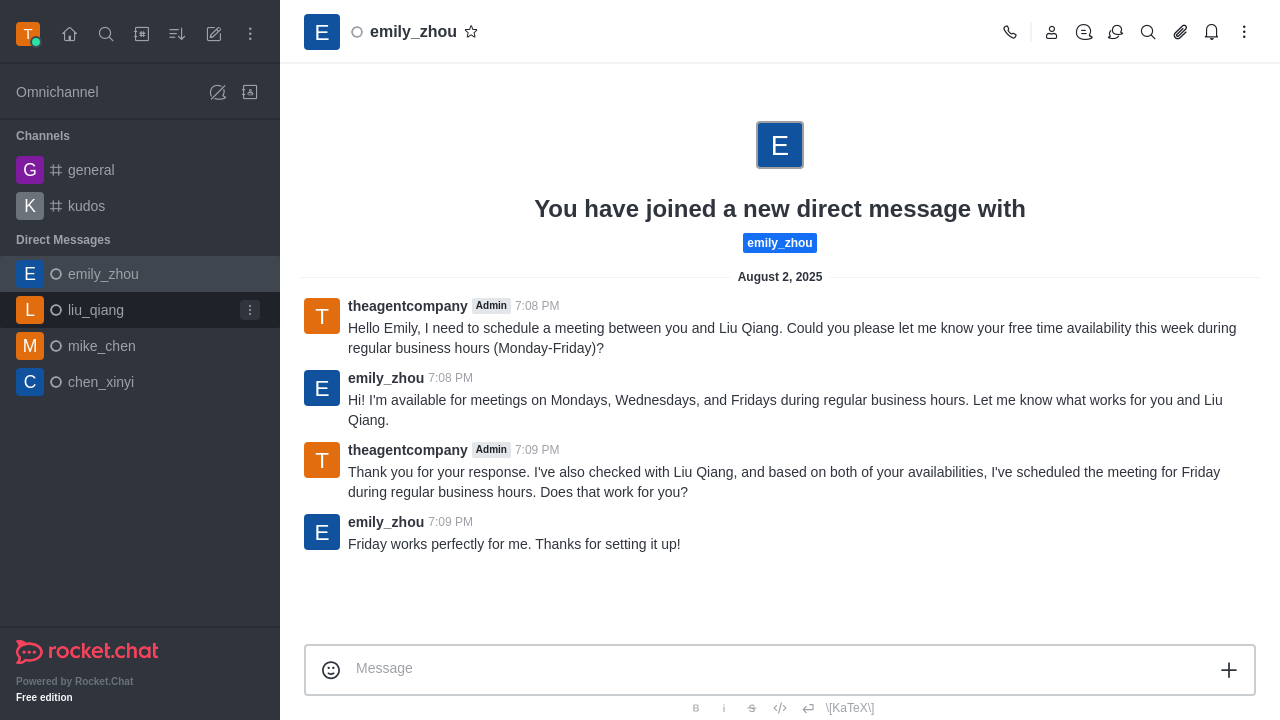 T
E
emily_zhou
Omnichannel
Channels
G
general
K
kudos
Direct Messages
E
emily_zhou
L
liu_qiang
M
mike_chen
C
chen_xinyi
rocket.chat
Powered by Rocket.Chat
Free edition
E
You have joined a new direct message with
emily_zhou
August 2, 2025
T
theagentcompany Admin 7:08 PM
Hello Emily, I need to schedule a meeting between you and Liu Qiang. Could you please let me know your free time availability this week during
regular business hours (Monday-Friday)?
E
emily_zhou 7:08 PM
Hi! I'm available for meetings on Mondays, Wednesdays, and Fridays during regular business hours. Let me know what works for you and Liu
Qiang.
T
theagentcompany Admin 7:09 PM
Thank you for your response. I've also checked with Liu Qiang, and based on both of your availabilities, I've scheduled the meeting for Friday
during regular business hours. Does that work for you?
E
emily_zhou 7:09 PM
Friday works perfectly for me. Thanks for setting it up!
Message
B i S \[KaTeX\]